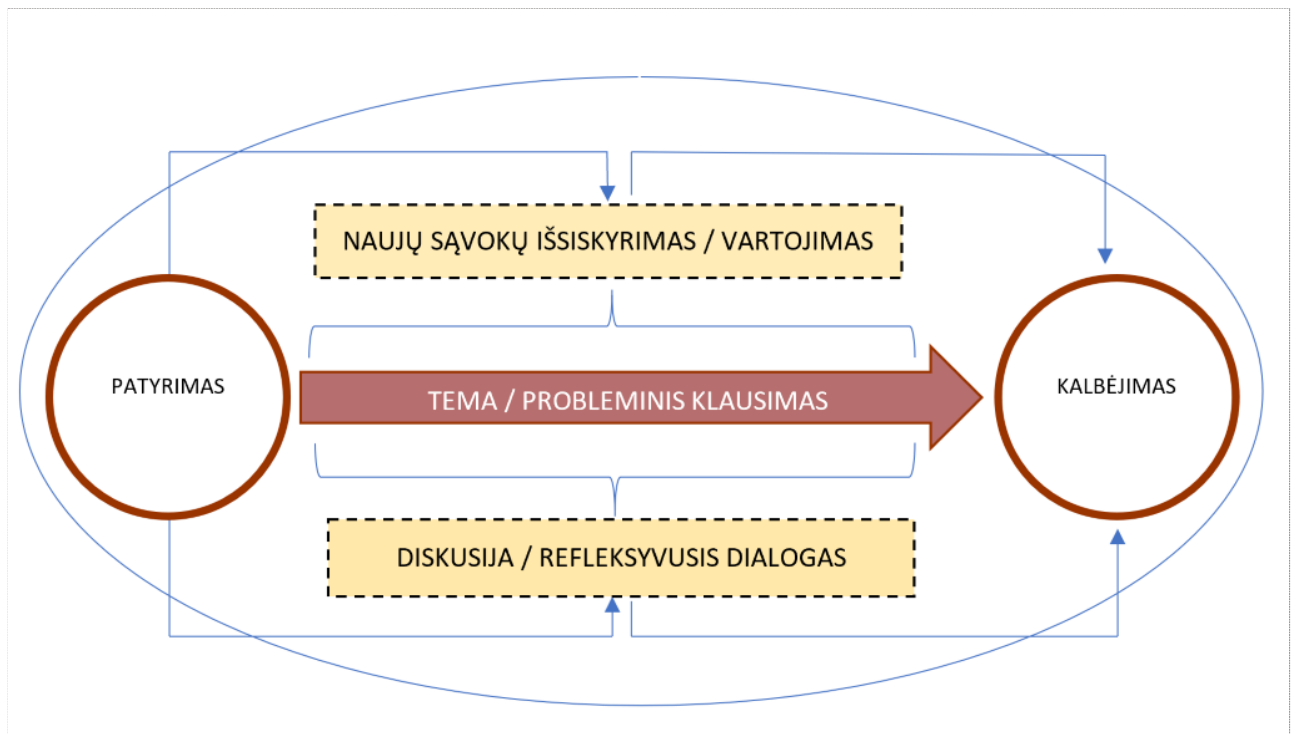 NAUJŲ SĄVOKŲ IŠSISKYRIMAS / VARTOJIMAS
PATYRIMAS
TEMA / PROBLEMINIS KLAUSIMAS
KALBĖJIMAS
DISKUSIJA / REFLEKSYVUSIS DIALOGAS